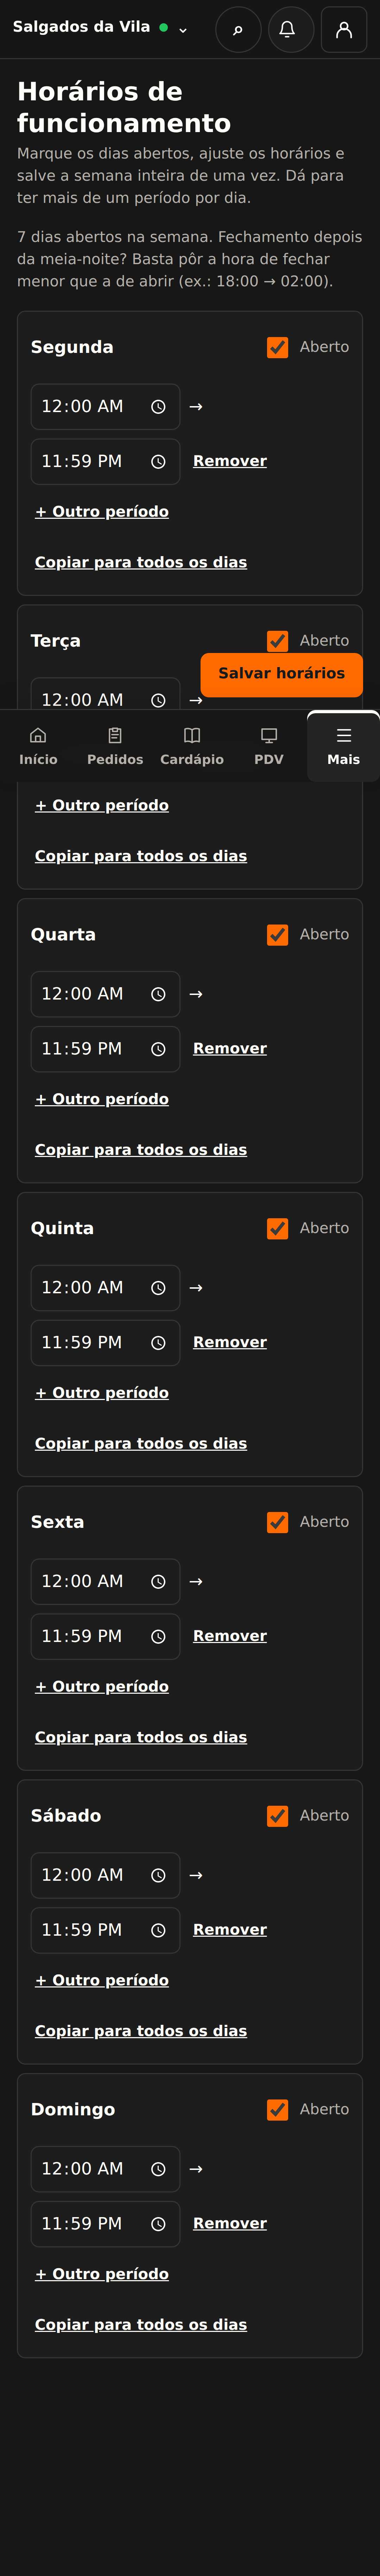 Salgados da Vila
Horários de
funcionamento
Marque os dias abertos, ajuste os horários e
salve a semana inteira de uma vez. Dá para
ter mais de um período por dia.
7 dias abertos na semana. Fechamento depois
da meia-noite? Basta pôr a hora de fechar
menor que a de abrir (ex.: 18:00 → 02:00).
Segunda
Aberto
12:00 AM →
11:59 PM Remover
+ Outro período
Copiar para todos os dias
Terça
Aberto
12:00 AM →
Salvar horários
Início Pedidos Cardápio PDV Mais
+ Outro período
Copiar para todos os dias
Quarta
Aberto
12:00 AM →
11:59 PM Remover
+ Outro período
Copiar para todos os dias
Quinta
Aberto
12:00 AM →
11:59 PM Remover
+ Outro período
Copiar para todos os dias
Sexta
Aberto
12:00 AM →
11:59 PM Remover
+ Outro período
Copiar para todos os dias
Sábado
Aberto
12:00 AM →
11:59 PM Remover
+ Outro período
Copiar para todos os dias
Domingo
Aberto
12:00 AM →
11:59 PM Remover
+ Outro período
Copiar para todos os dias